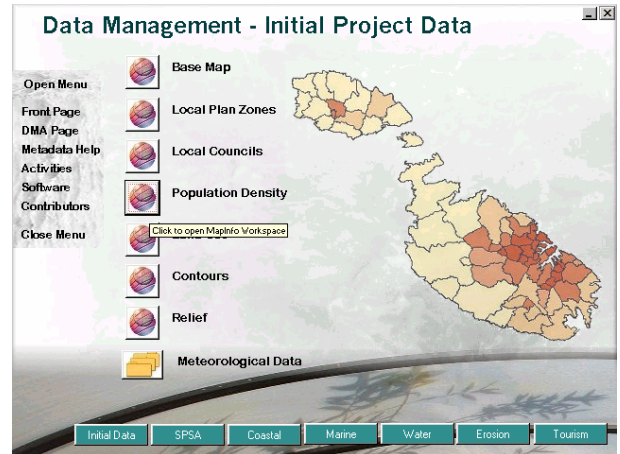 Data Management - Initial Project Data
Open Menu
Front Page
DMA Page
Metadata Help
Activities
Software
Contributors
Close Menu
Base Map
Local Plan Zones
Local Councils
Population Density
Click to open MapInfo Workspace
Contours
Relief
Meteorological Data
Initial Data
SPSA
Coastal
Marine
Water
Erosion
Tourism